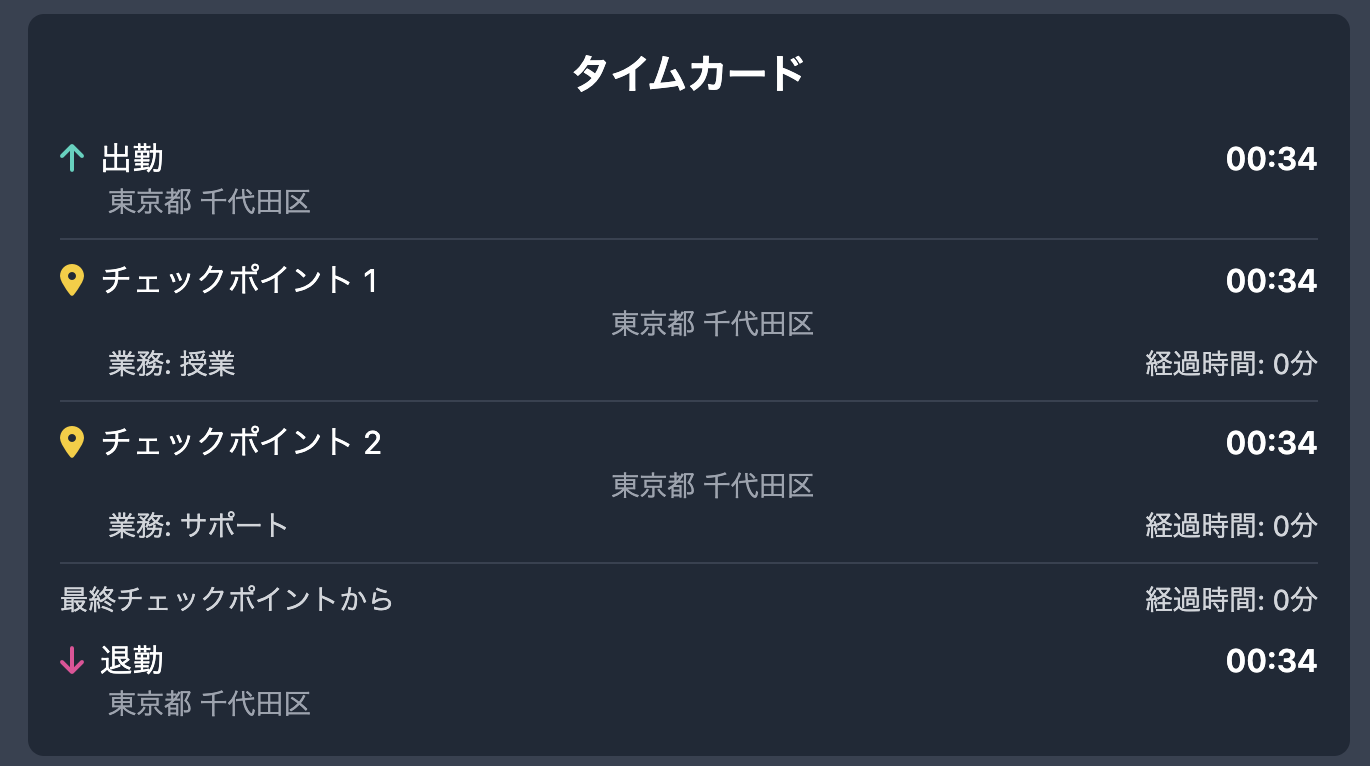 タイムカード
出勤 00:34
東京都 千代田区
チェックポイント 1 00:34
東京都 千代田区
業務: 授業 経過時間: 0分
チェックポイント 2 00:34
東京都 千代田区
業務: サポート 経過時間: 0分
最終チェックポイントから 経過時間: 0分
退勤 00:34
東京都 千代田区